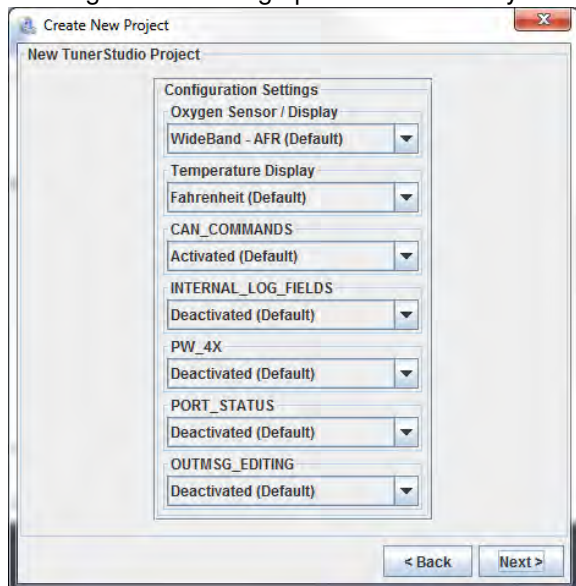 Create New Project
New TunerStudio Project
Configuration Settings
Oxygen Sensor / Display
WideBand - AFR (Default)
Temperature Display
Fahrenheit (Default)
CAN_COMMANDS
Activated (Default)
INTERNAL_LOG_FIELDS
Deactivated (Default)
PW_4X
Deactivated (Default)
PORT_STATUS
Deactivated (Default)
OUTMSG_EDITING
Deactivated (Default)
< Back Next >